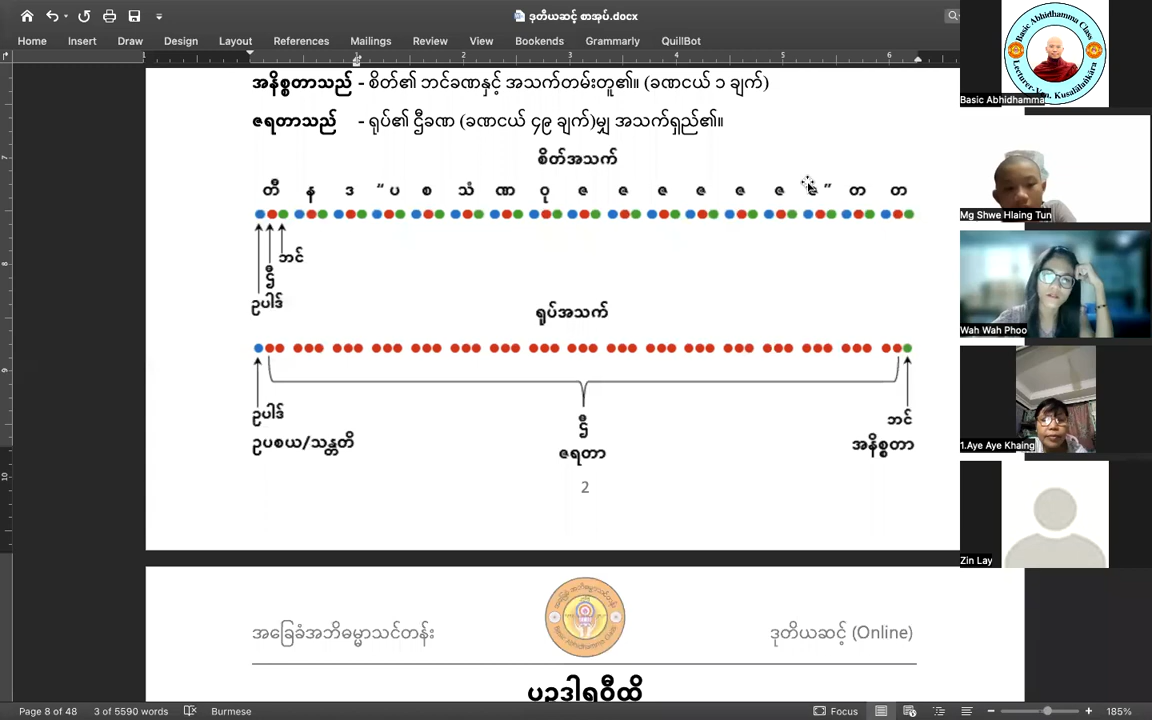 ဒုတိယဆင့် စာအုပ်.docx
Home Insert Draw Design Layout References Mailings Review View Bookends Grammarly QuillBot
အနိစ္စတာသည် - စိတ်၏ ဘင်ခဏနှင့် အသက်တမ်းတူ၏။ (ခဏငယ် ၁ ချက်)
ဇရတာသည် - ရုပ်၏ ဌီခဏ (ခဏငယ် ၄၉ ချက်)မျှ အသက်ရှည်၏။
စိတ်အသက်
တီ န ဒ “ ပ စ သံ ဏ ဝု ဇ ဇ ဇ ဇ ဇ ဇ ဇ ” တ တ
ဘင်
ဌီ
ဥပါဒ်
ရုပ်အသက်
ဥပါဒ် ဌီ ဘင်
ဥပစယ/သန္တတိ ဇရတာ အနိစ္စတာ
2
အခြေခံအဘိဓမ္မာသင်တန်း ဒုတိယဆင့် (Online)
Basic Abhidhamma Class
ပဉ္စဒွါရဝီထိ
Page 8 of 48 3 of 5590 words Burmese Focus 185%
Basic Abhidhamma Class
Lecturer-Ven. Kusalālaṅkāra
Basic Abhidhamma
Mg Shwe Hlaing Tun
Wah Wah Phoo
1.Aye Aye Khaing
Zin Lay